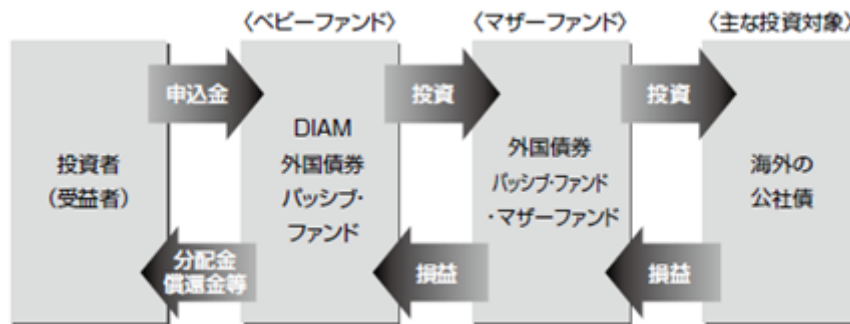 〈ベビーファンド〉
〈マザーファンド〉
〈主な投資対象〉
申込金
投資
投資
投資者
(受益者)
DIAM
外国債券
パッシブ・
ファンド
外国債券
パッシブ・ファンド
・マザーファンド
海外の
公社債
分配金
償還金等
損益
損益